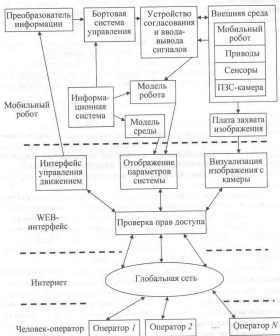 Преобразователь
информации
Бортовая
система
управления
Устройство
согласования
и ввода-
вывода
сигналов
Внешняя среда
Мобильный
робот
Приводы
Сенсоры
ПЗС-камера
Модель
робота
Информа-
ционная
система
Модель
среды
Мобильный
робот
Плата захвата
изображения
Интерфейс
управления
движением
Отображение
параметров
системы
Визуализация
изображения с
камеры
WEB-
интерфейс
Проверка прав доступа
Интернет
Глобальная сеть
Человек-оператор
Оператор 1
Оператор 2
...
Оператор N